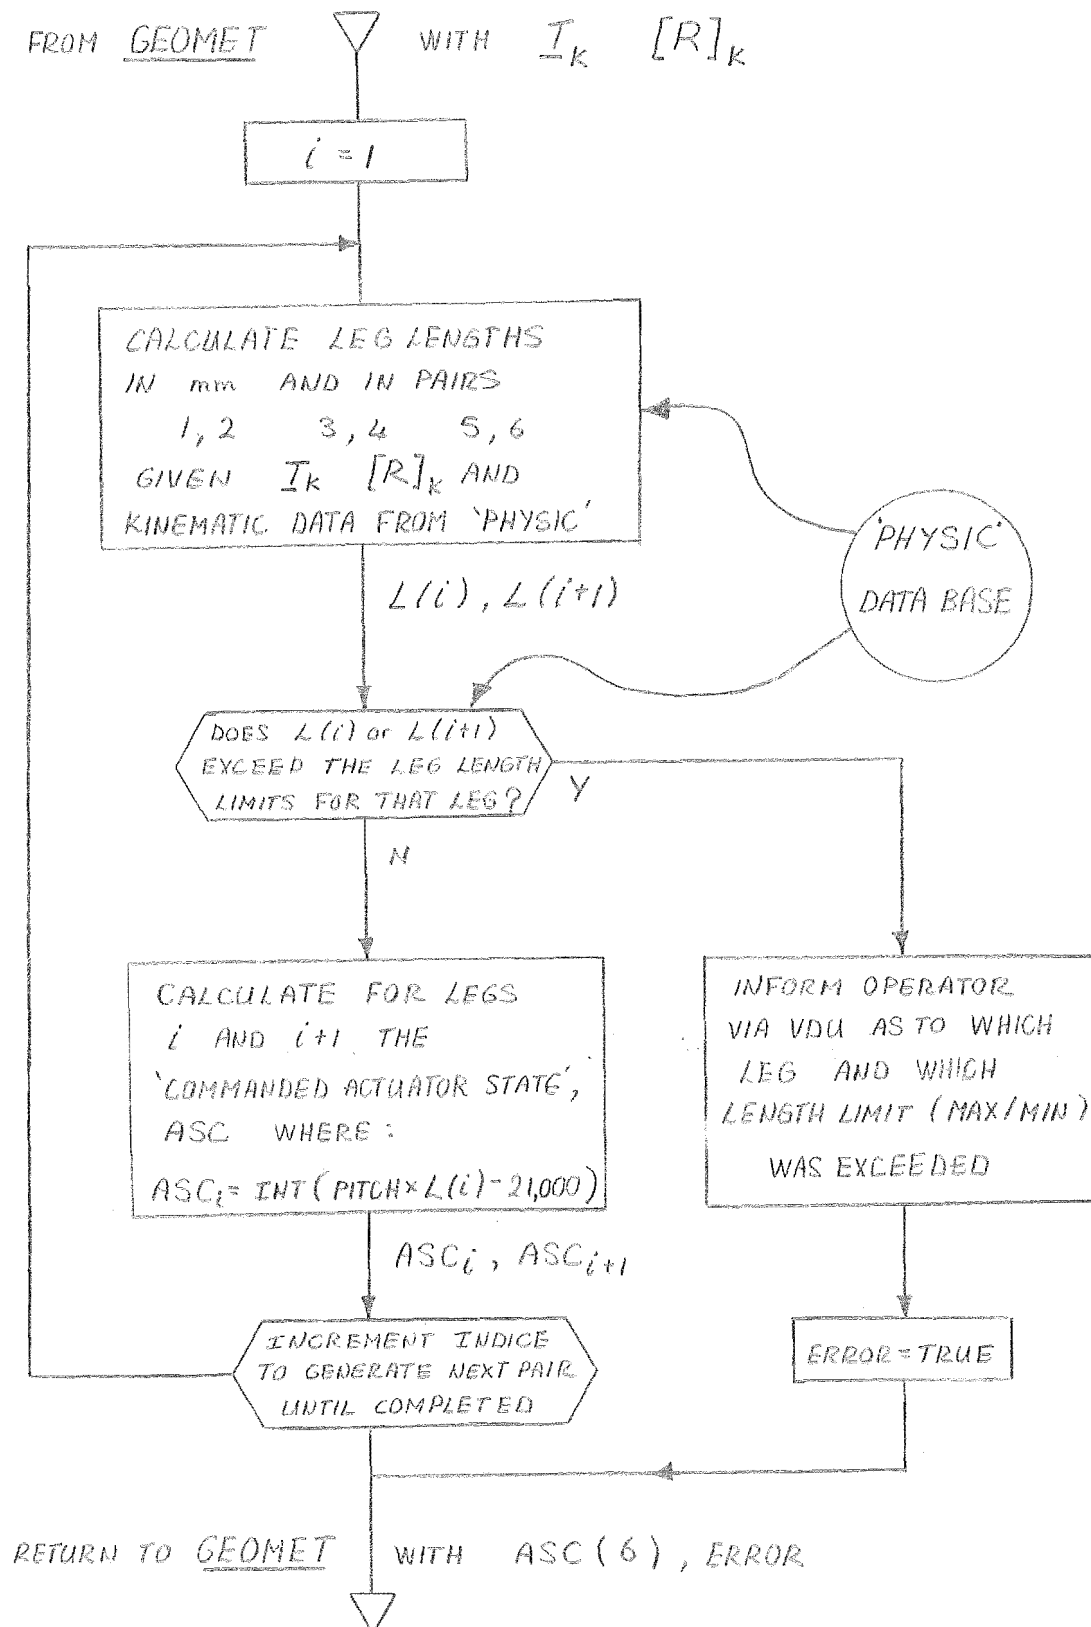 FROM GEOMET WITH T_K [R]_K
i = 1
CALCULATE LEG LENGTHS
IN mm AND IN PAIRS
1, 2 3, 4 5, 6
GIVEN T_K [R]_K AND
KINEMATIC DATA FROM 'PHYSIC'
'PHYSIC'
DATA BASE
L(i), L(i+1)
DOES L(i) or L(i+1)
EXCEED THE LEG LENGTH
LIMITS FOR THAT LEG?
Y
N
CALCULATE FOR LEGS
i AND i+1 THE
'COMMANDED ACTUATOR STATE',
ASC WHERE:
ASC_i = INT(PITCH × L(i) - 21,000)
INFORM OPERATOR
VIA VDU AS TO WHICH
LEG AND WHICH
LENGTH LIMIT (MAX/MIN)
WAS EXCEEDED
ASC_i, ASC_i+1
INCREMENT INDICE
TO GENERATE NEXT PAIR
UNTIL COMPLETED
ERROR = TRUE
RETURN TO GEOMET WITH ASC(6), ERROR